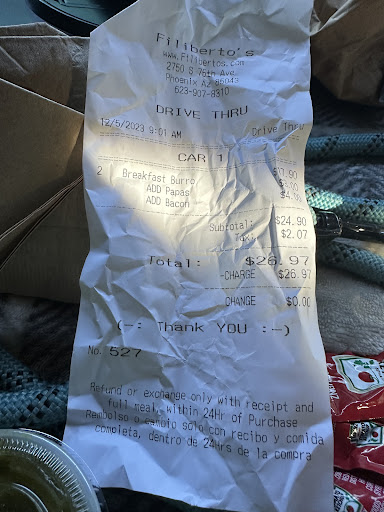 Filiberto's
www.Filibertos.com
2750 S 75th Ave.
Phoenix AZ 85043
623-907-8310
DRIVE THRU
12/5/2023 9:01 AM Drive Thru
CAR 1
2 Breakfast Burro
ADD Papas
ADD Bacon
Subtotal: $24.90
Tax: $2.07
Total: $26.97
-CHARGE $26.97
CHANGE $0.00
(-: Thank YOU :-)
No. 527
Refund or exchange only with receipt and
full meal, within 24Hr of Purchase
Rembolso o cambio solo con recibo y comida
completa, dentro de 24hrs de la compra